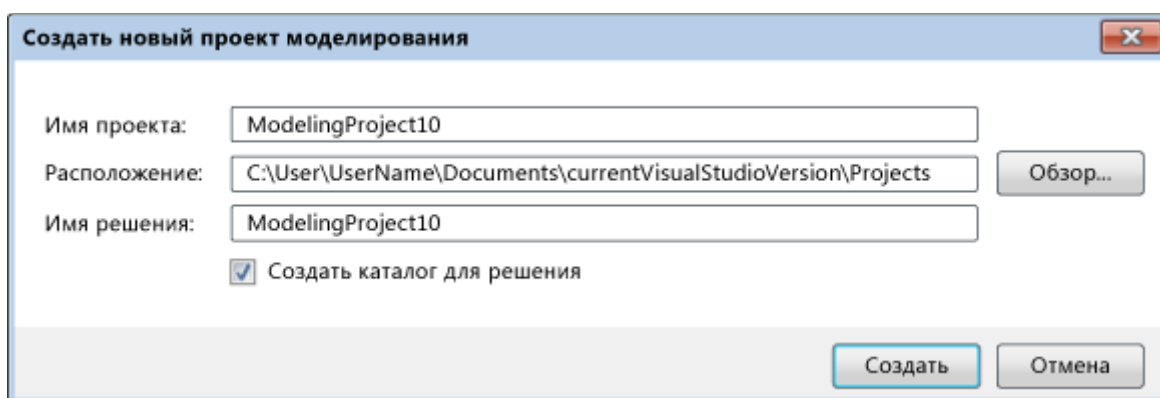 Создать новый проект моделирования
Имя проекта: ModelingProject10
Расположение: C:\User\UserName\Documents\currentVisualStudioVersion\Projects Обзор...
Имя решения: ModelingProject10
Создать каталог для решения
Создать Отмена